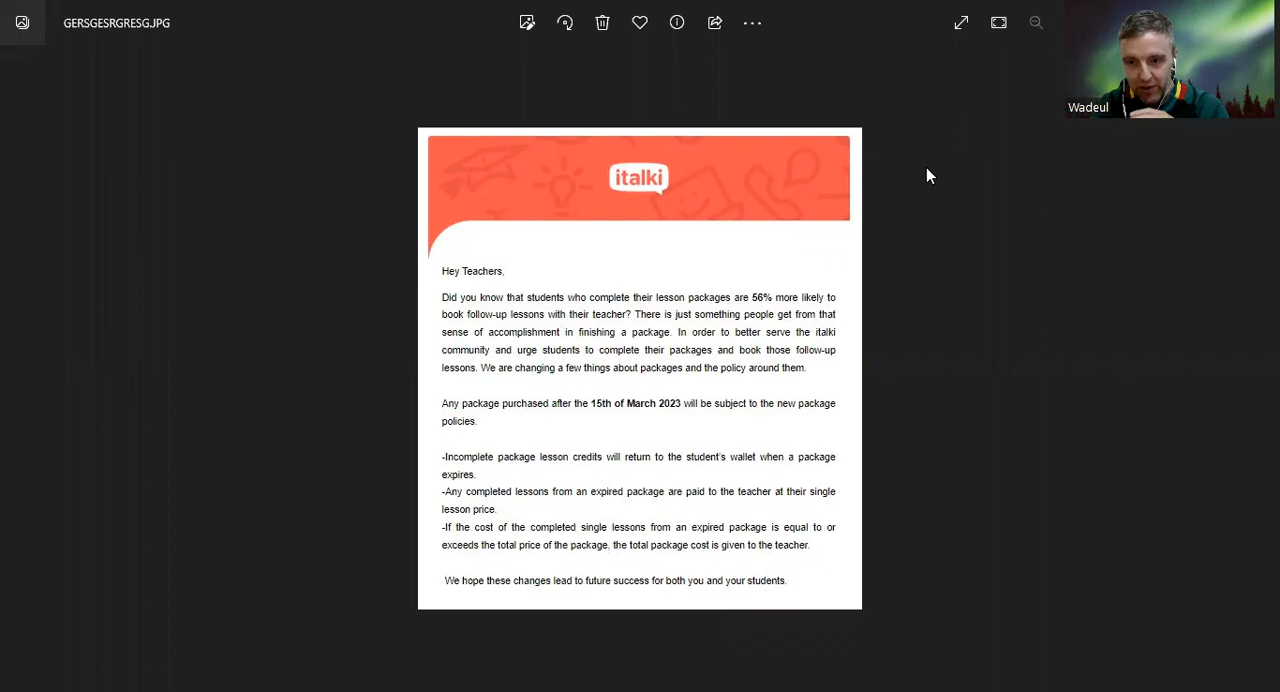 GERSGESRGRESG.JPG
Wadeul
italki
Hey Teachers,
Did you know that students who complete their lesson packages are 56% more likely to
book follow-up lessons with their teacher? There is just something people get from that
sense of accomplishment in finishing a package. In order to better serve the italki
community and urge students to complete their packages and book those follow-up
lessons. We are changing a few things about packages and the policy around them.
Any package purchased after the 15th of March 2023 will be subject to the new package
policies.
-Incomplete package lesson credits will return to the student's wallet when a package
expires.
-Any completed lessons from an expired package are paid to the teacher at their single
lesson price.
-If the cost of the completed single lessons from an expired package is equal to or
exceeds the total price of the package, the total package cost is given to the teacher.
We hope these changes lead to future success for both you and your students.